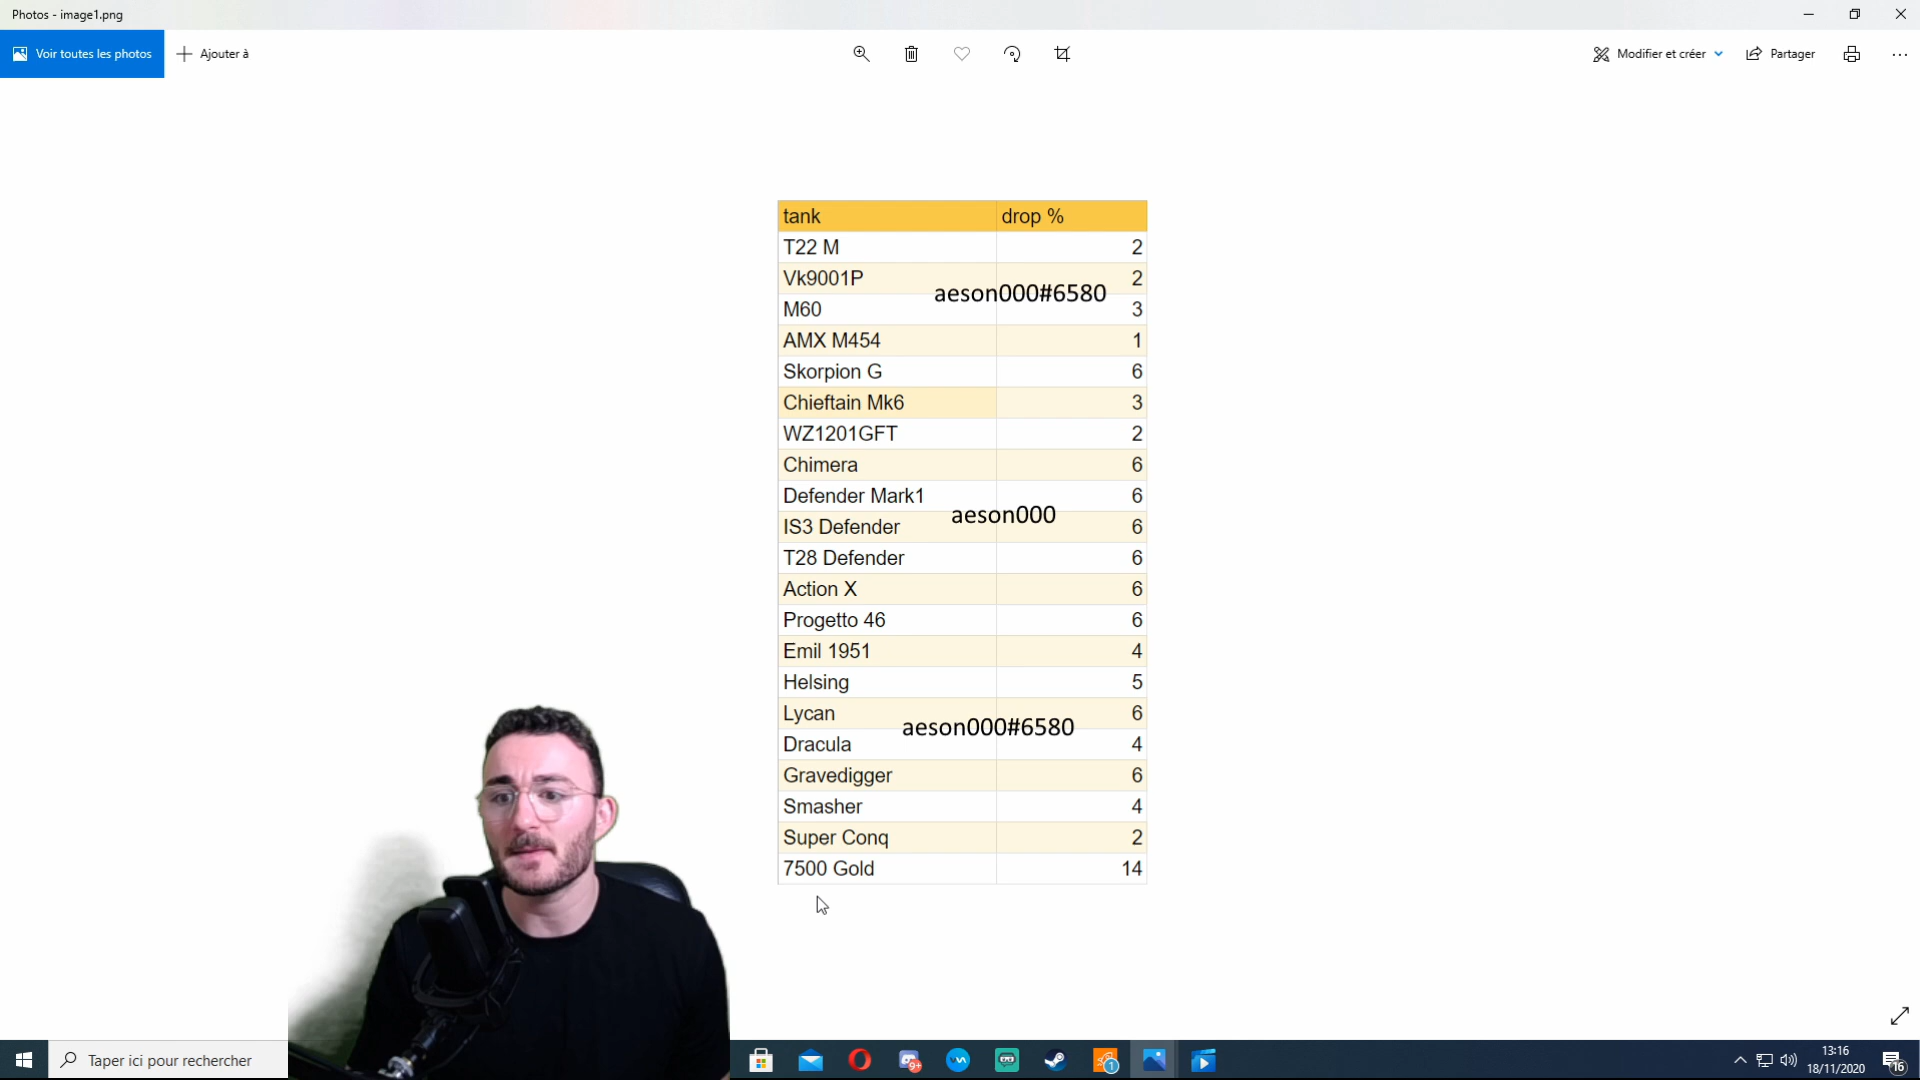 Photos - image1.png
Voir toutes les photos
Ajouter à
Modifier et créer
Partager
tank drop %
T22 M 2
Vk9001P 2
aeson000#6580
M60 3
AMX M454 1
Skorpion G 6
Chieftain Mk6 3
WZ1201GFT 2
Chimera 6
Defender Mark1 6
aeson000
IS3 Defender 6
T28 Defender 6
Action X 6
Progetto 46 6
Emil 1951 4
Helsing 5
Lycan 6
aeson000#6580
Dracula 4
Gravedigger 6
Smasher 4
Super Conq 2
7500 Gold 14
Taper ici pour rechercher
9+
1
13:16
18/11/2020
16